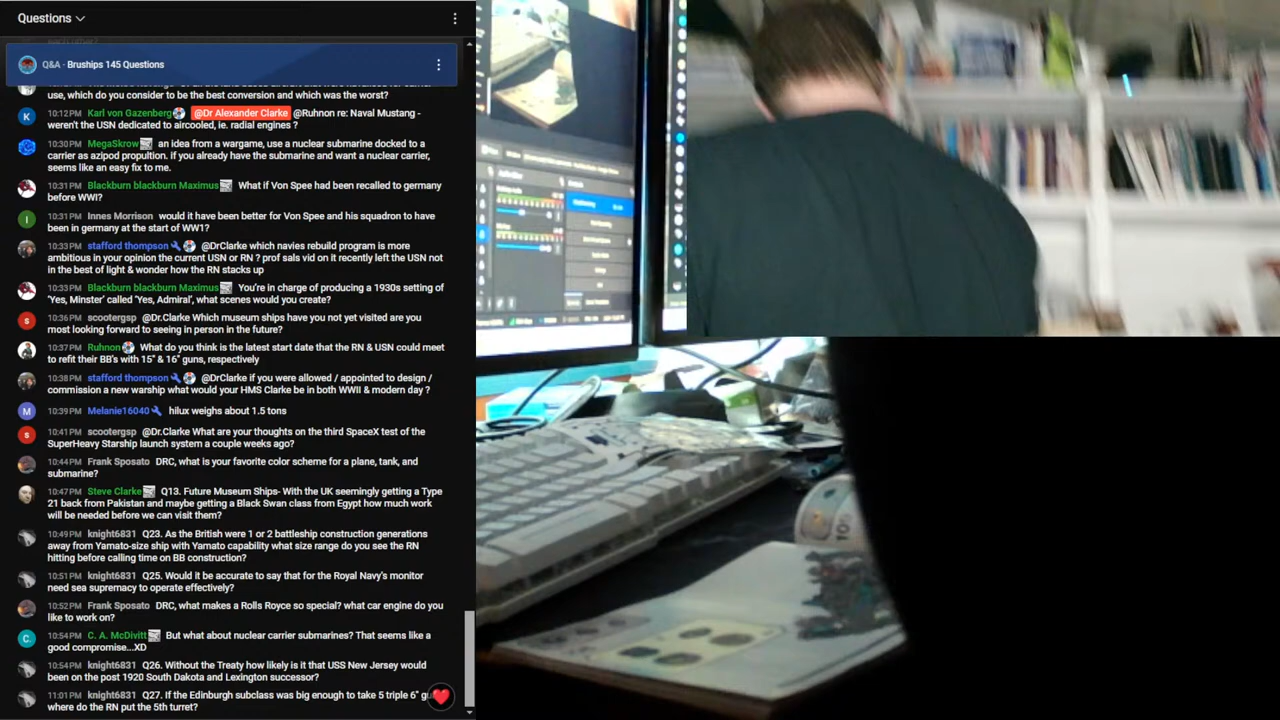 Questions
Q&A · Bruships 145 Questions
use, which do you consider to be the best conversion and which was the worst?
10:12PM Karl von Gazenberg @Dr Alexander Clarke @Ruhnon re: Naval Mustang -
weren't the USN dedicated to aircooled, ie. radial engines ?
10:30PM MegaSkrow an idea from a wargame, use a nuclear submarine docked to a
carrier as azipod propultion. if you already have the submarine and want a nuclear carrier,
seems like an easy fix to me.
10:31PM Blackburn blackburn Maximus What if Von Spee had been recalled to germany
before WWI?
10:31PM Innes Morrison would it have been better for Von Spee and his squadron to have
been in germany at the start of WW1?
10:33PM stafford thompson @DrClarke which navies rebuild program is more
ambitious in your opinion the current USN or RN ? prof sals vid on it recently left the USN not
in the best of light & wonder how the RN stacks up
10:33PM Blackburn blackburn Maximus You're in charge of producing a 1930s setting of
'Yes, Minster' called 'Yes, Admiral', what scenes would you create?
10:36PM scootergsp @Dr.Clarke Which museum ships have you not yet visited are you
most looking forward to seeing in person in the future?
10:37PM Ruhnon What do you think is the latest start date that the RN & USN could meet
to refit their BB's with 15" & 16" guns, respectively
10:38PM stafford thompson @DrClarke if you were allowed / appointed to design /
commission a new warship what would your HMS Clarke be in both WWII & modern day ?
10:39PM Melanie16040 hilux weighs about 1.5 tons
10:41PM scootergsp @Dr.Clarke What are your thoughts on the third SpaceX test of the
SuperHeavy Starship launch system a couple weeks ago?
10:44PM Frank Sposato DRC, what is your favorite color scheme for a plane, tank, and
submarine?
10:47PM Steve Clarke Q13. Future Museum Ships- With the UK seemingly getting a Type
21 back from Pakistan and maybe getting a Black Swan class from Egypt how much work
will be needed before we can visit them?
10:49PM knight6831 Q23. As the British were 1 or 2 battleship construction generations
away from Yamato-size ship with Yamato capability what size range do you see the RN
hitting before calling time on BB construction?
10:51PM knight6831 Q25. Would it be accurate to say that for the Royal Navy's monitor
need sea supremacy to operate effectively?
10:52PM Frank Sposato DRC, what makes a Rolls Royce so special? what car engine do you
like to work on?
10:54PM C. A. McDivitt But what about nuclear carrier submarines? That seems like a
good compromise...XD
10:54PM knight6831 Q26. Without the Treaty how likely is it that USS New Jersey would
been on the post 1920 South Dakota and Lexington successor?
11:01PM knight6831 Q27. If the Edinburgh subclass was big enough to take 5 triple 6"
where do the RN put the 5th turret?